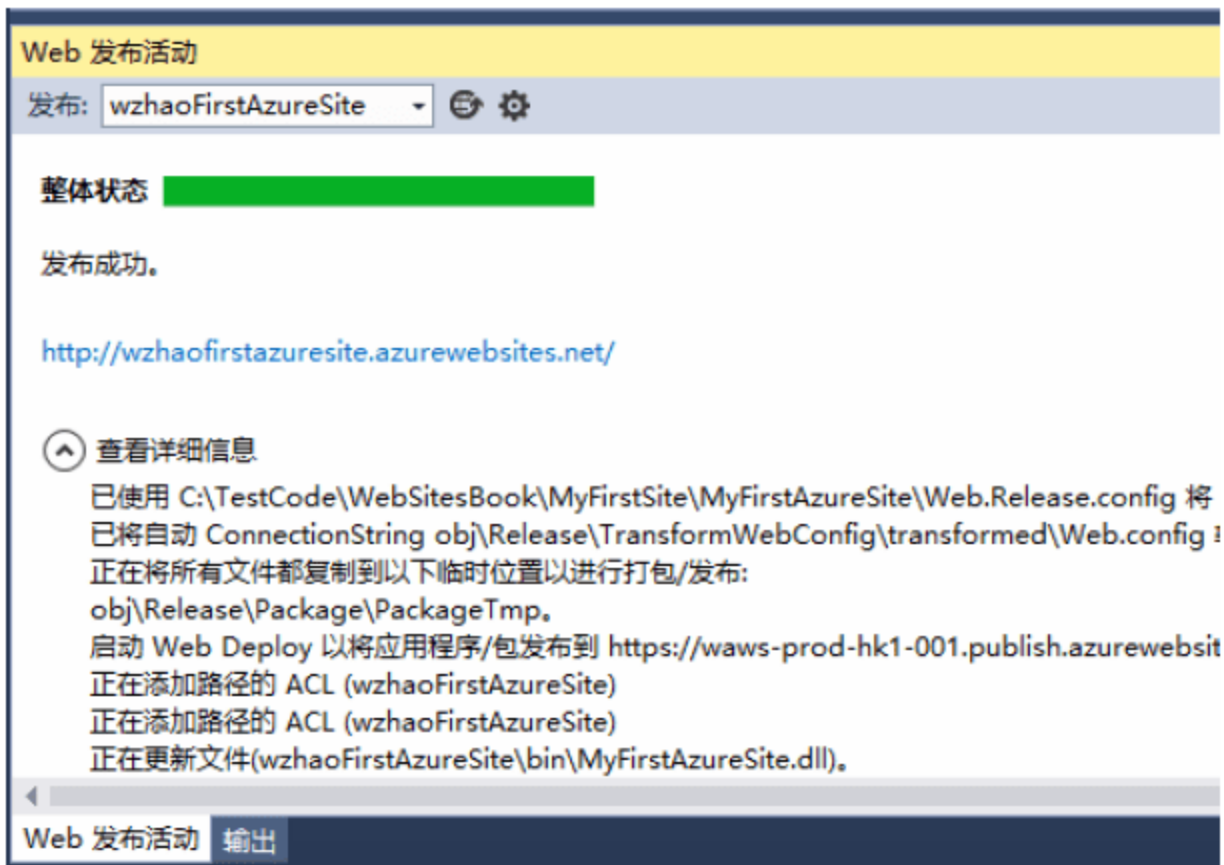 Web 发布活动
发布: wzhaoFirstAzureSite
整体状态
发布成功。
http://wzhaofirstazuresite.azurewebsites.net/
查看详细信息
已使用 C:\TestCode\WebSitesBook\MyFirstSite\MyFirstAzureSite\Web.Release.config 将
已将自动 ConnectionString obj\Release\TransformWebConfig\transformed\Web.config
正在将所有文件都复制到以下临时位置以进行打包/发布:
obj\Release\Package\PackageTmp。
启动 Web Deploy 以将应用程序/包发布到 https://waws-prod-hk1-001.publish.azurewebsit
正在添加路径的 ACL (wzhaoFirstAzureSite)
正在添加路径的 ACL (wzhaoFirstAzureSite)
正在更新文件(wzhaoFirstAzureSite\bin\MyFirstAzureSite.dll)。
Web 发布活动 输出